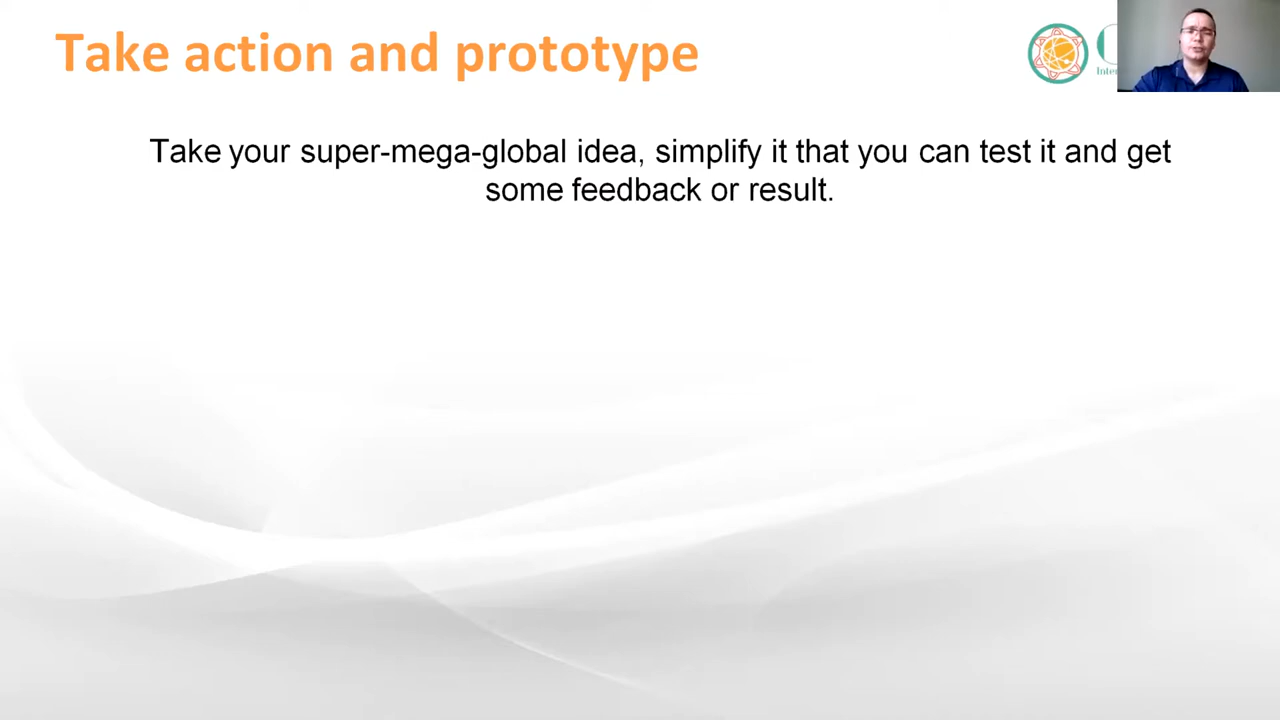 Take action and prototype
Take your super-mega-global idea, simplify it that you can test it and get
some feedback or result.